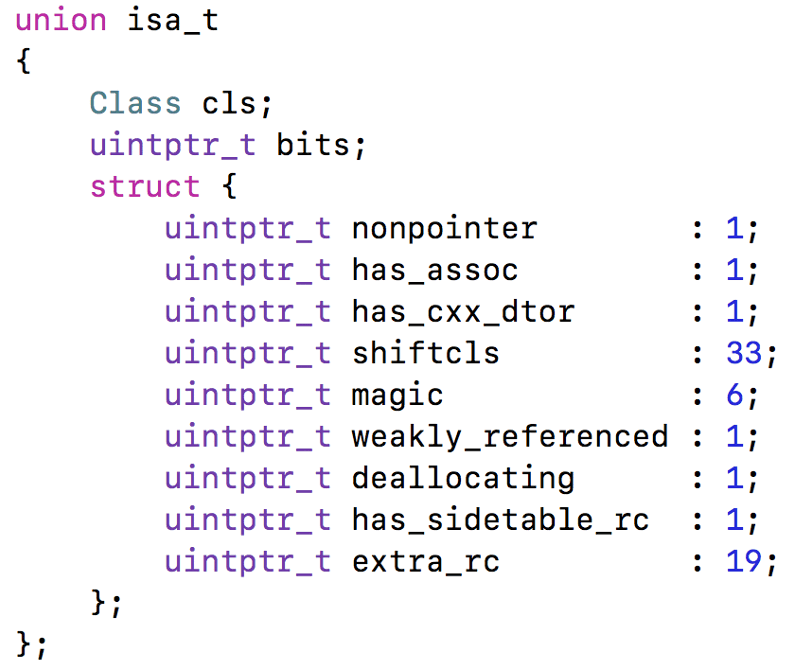 union isa_t
{
    Class cls;
    uintptr_t bits;
    struct {
        uintptr_t nonpointer        : 1;
        uintptr_t has_assoc         : 1;
        uintptr_t has_cxx_dtor      : 1;
        uintptr_t shiftcls          : 33;
        uintptr_t magic             : 6;
        uintptr_t weakly_referenced : 1;
        uintptr_t deallocating      : 1;
        uintptr_t has_sidetable_rc  : 1;
        uintptr_t extra_rc          : 19;
    };
};